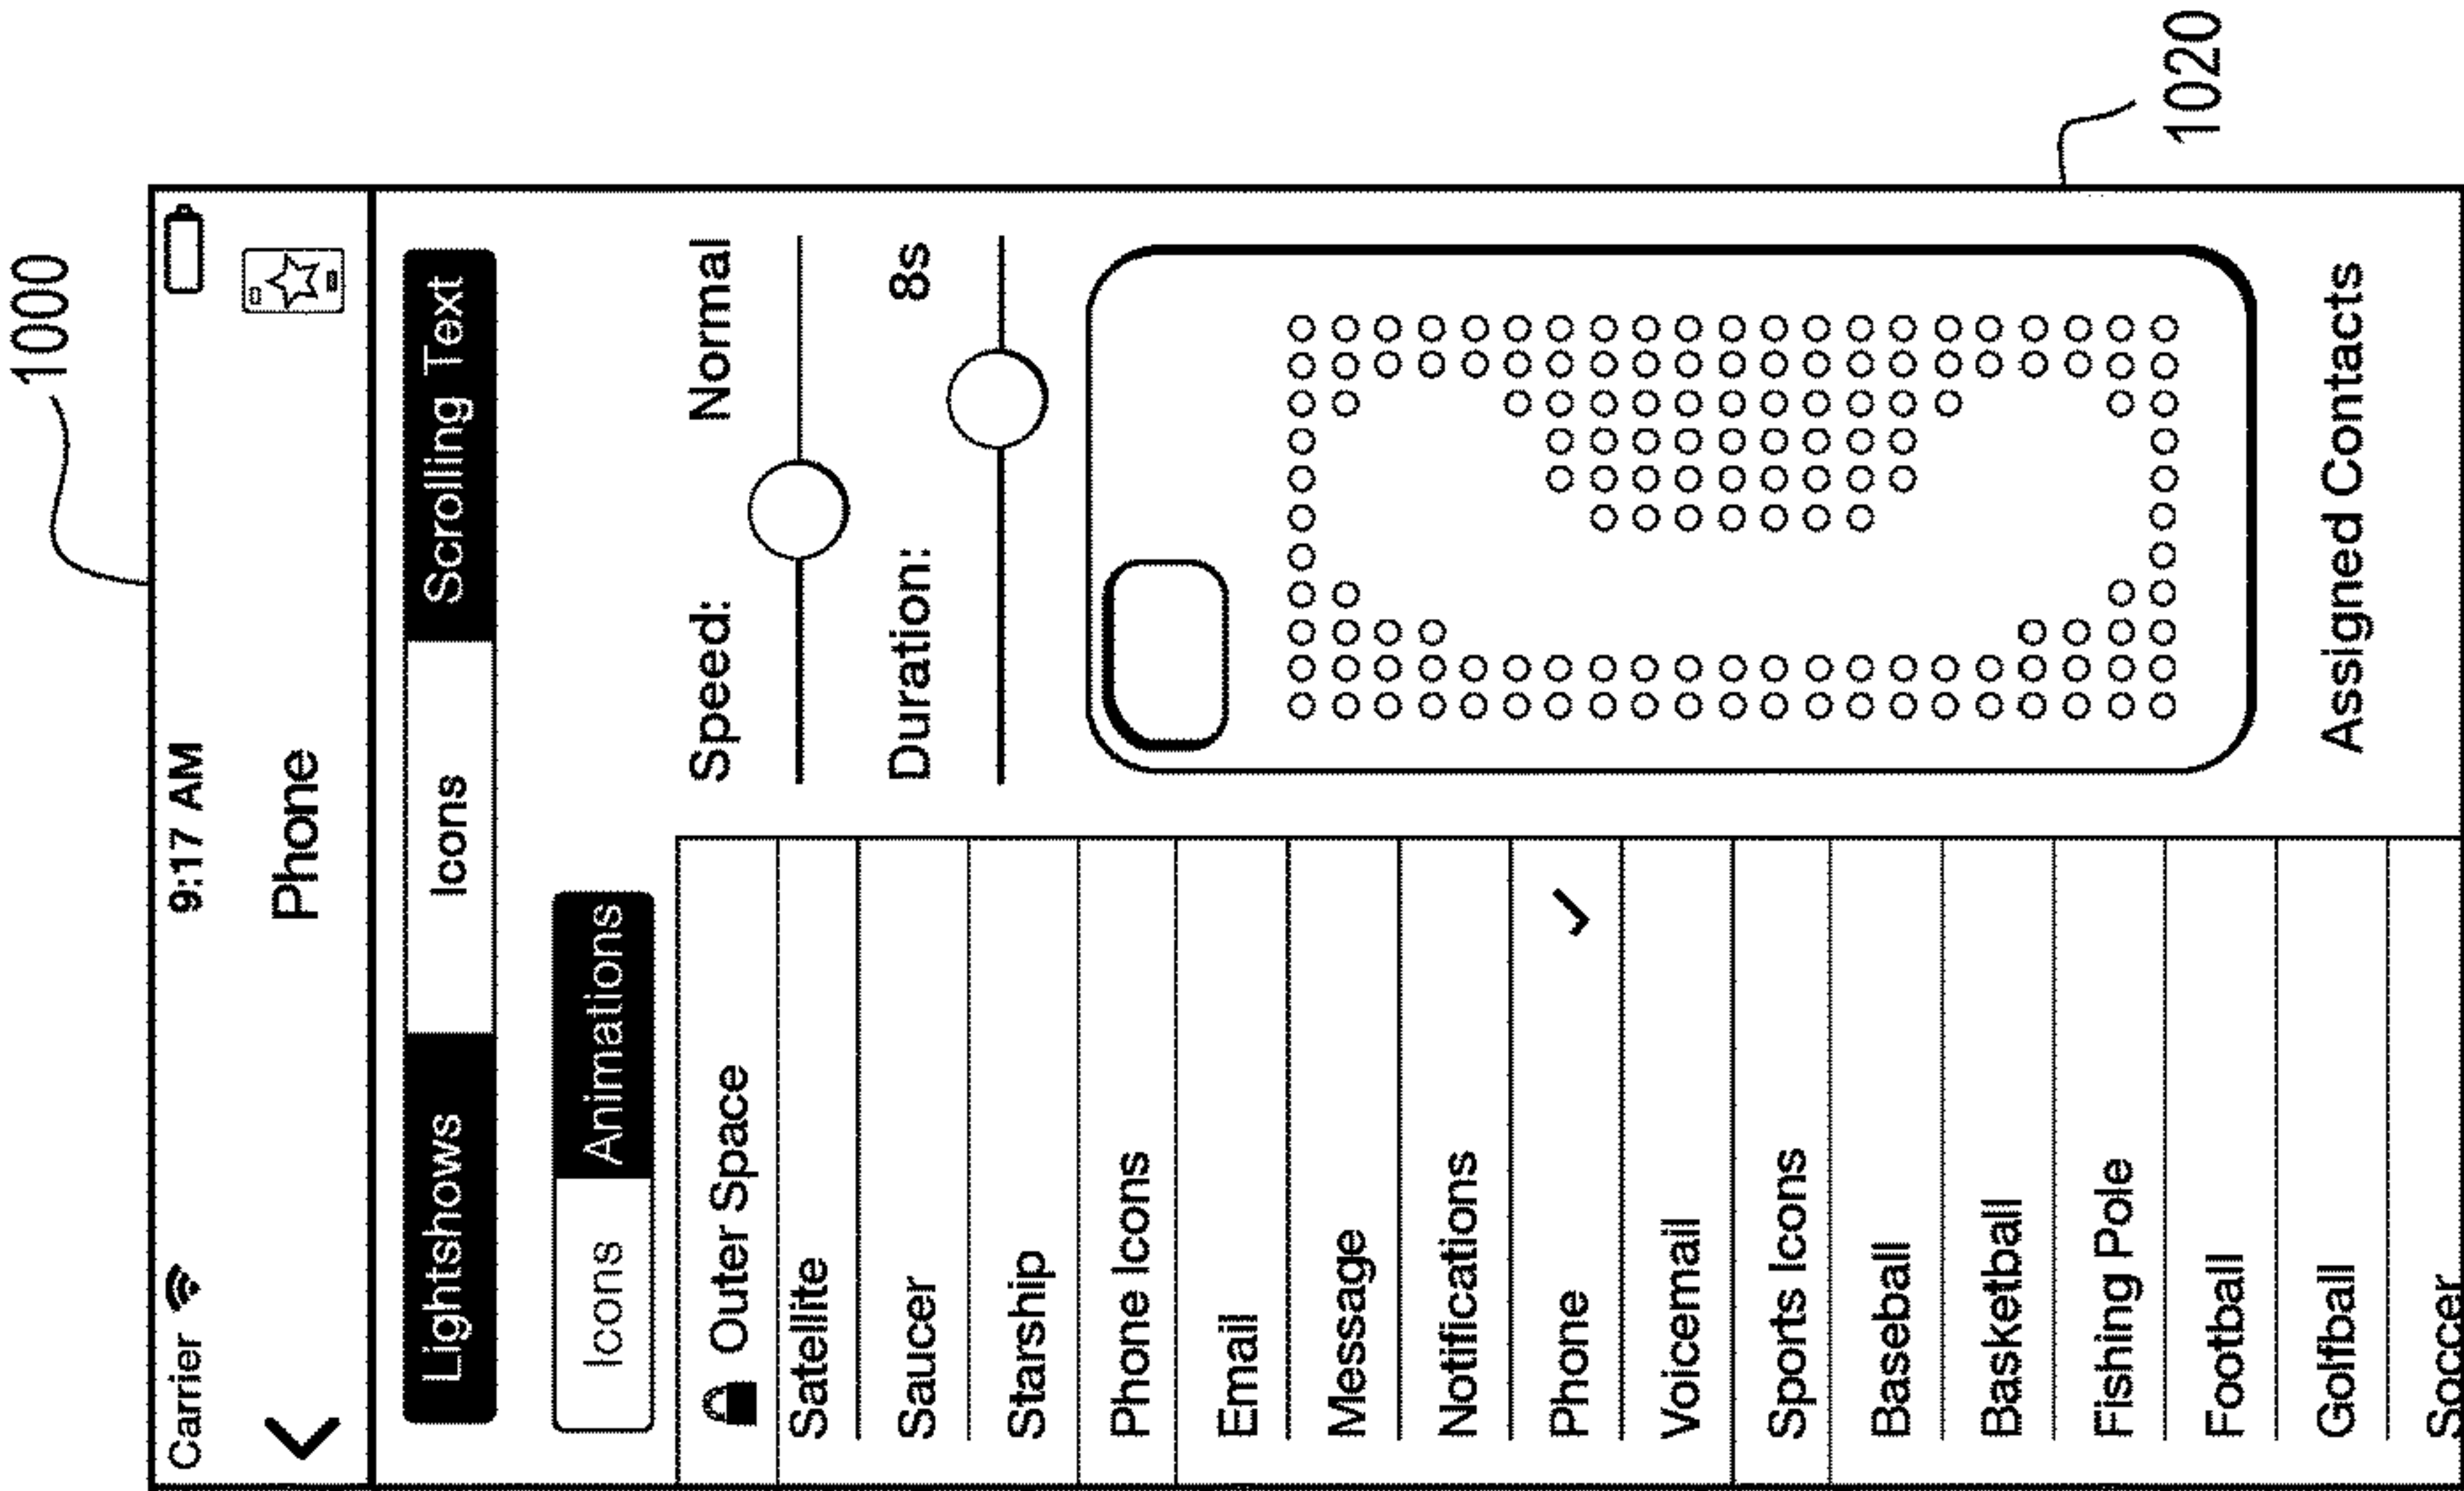 1000
Carrier 9:17 AM
Phone
Lightshows Icons Scrolling Text
Icons Animations
Speed: Normal
Duration: 8s
Outer Space
Satellite
Saucer
Starship
Phone Icons
Email
Message
Notifications
Phone
Voicemail
Sports Icons
Baseball
Basketball
Fishing Pole
Football
Golfball
Soccer
Assigned Contacts
1020